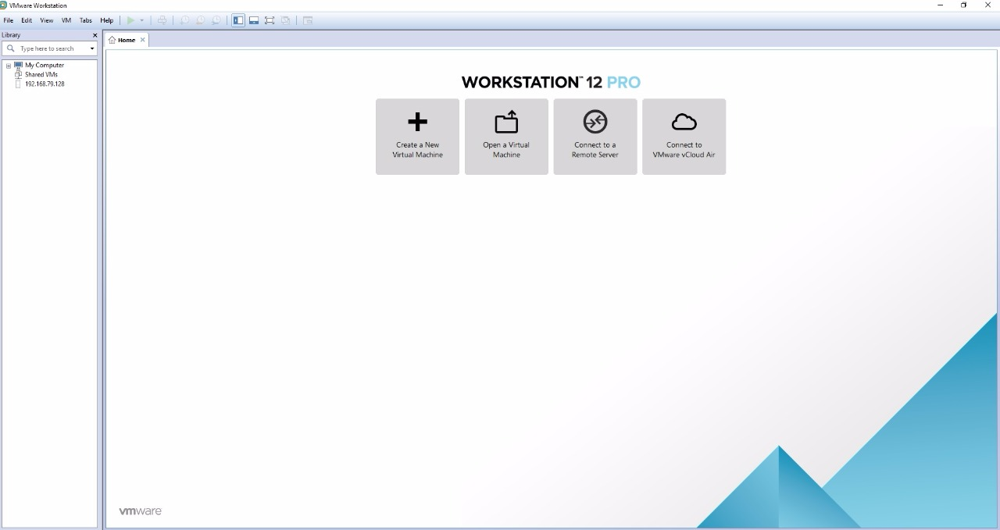 VMware Workstation
File Edit View VM Tabs Help
Library
Type here to search
My Computer
Shared VMs
192.168.79.128
Home
WORKSTATION™ 12 PRO
Create a New
Virtual Machine
Open a Virtual
Machine
Connect to a
Remote Server
Connect to
VMware vCloud Air
vmware